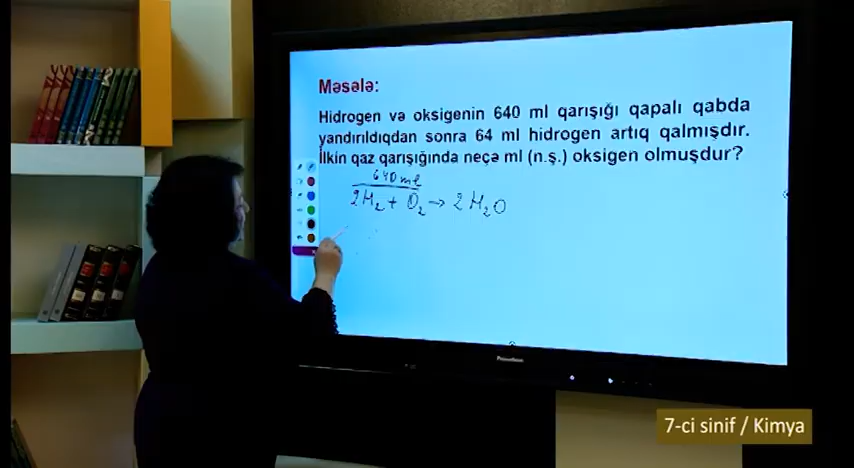 Məsələ:
Hidrogen və oksigenin 640 ml qarışığı qapalı qabda
yandırıldıqdan sonra 64 ml hidrogen artıq qalmışdır.
İlkin qaz qarışığında neçə ml (n.ş.) oksigen olmuşdur?
640 ml
2H₂ + O₂ → 2H₂O
Promethean
7-ci sinif / Kimya